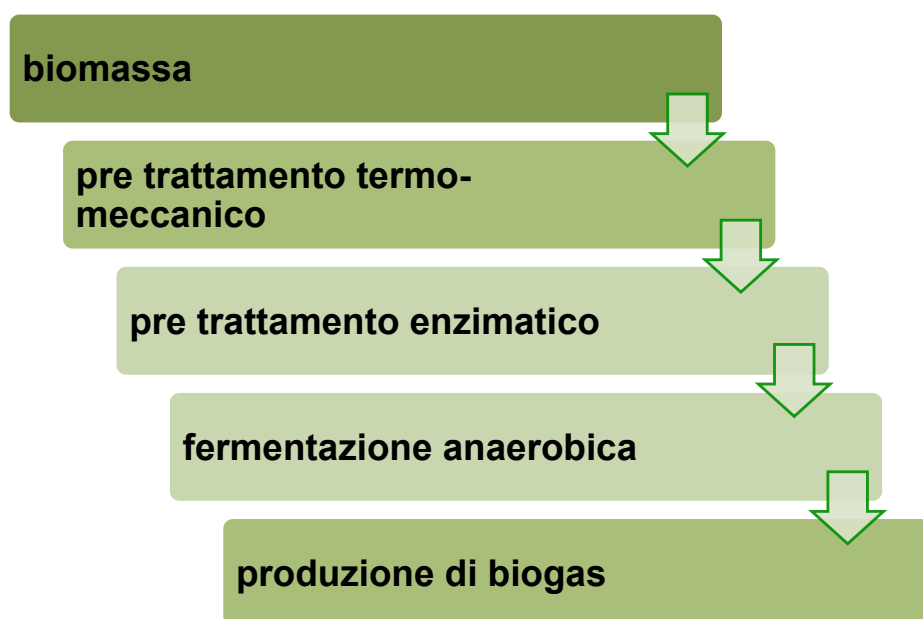 biomassa
pre trattamento termo-
meccanico
pre trattamento enzimatico
fermentazione anaerobica
produzione di biogas